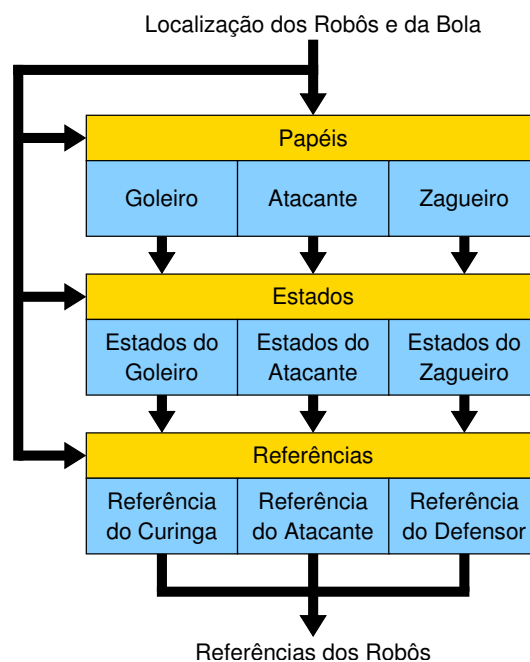 Localização dos Robôs e da Bola
Papéis
Goleiro
Atacante
Zagueiro
Estados
Estados do
Goleiro
Estados do
Atacante
Estados do
Zagueiro
Referências
Referência
do Curinga
Referência
do Atacante
Referência
do Defensor
Referências dos Robôs